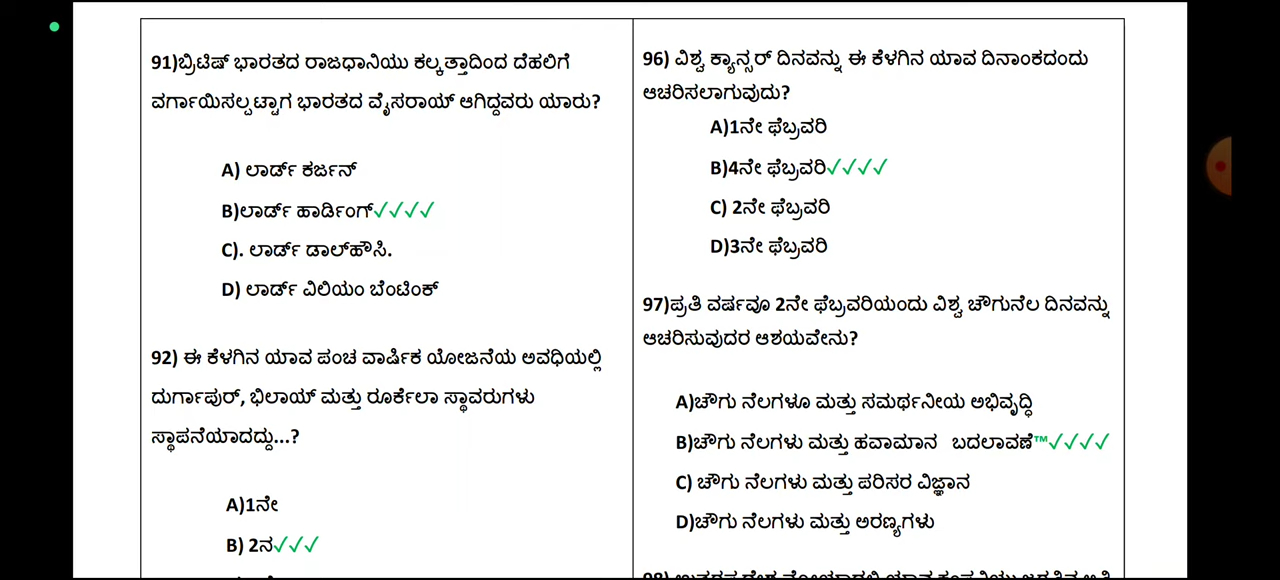 91)ಬ್ರಿಟಿಷ್ ಭಾರತದ ರಾಜಧಾನಿಯು ಕಲ್ಕತ್ತಾದಿಂದ ದೆಹಲಿಗೆ
ವರ್ಗಾಯಿಸಲ್ಪಟ್ಟಾಗ ಭಾರತದ ವೈಸರಾಯ್ ಆಗಿದ್ದವರು ಯಾರು?
A) ಲಾರ್ಡ್ ಕರ್ಜನ್
B)ಲಾರ್ಡ್ ಹಾರ್ಡಿಂಗ್✓✓✓✓
C). ಲಾರ್ಡ್ ಡಾಲ್‌ಹೌಸಿ.
D) ಲಾರ್ಡ್ ವಿಲಿಯಂ ಬೆಂಟಿಂಕ್
92) ಈ ಕೆಳಗಿನ ಯಾವ ಪಂಚ ವಾರ್ಷಿಕ ಯೋಜನೆಯ ಅವಧಿಯಲ್ಲಿ
ದುರ್ಗಾಪುರ್, ಭಿಲಾಯ್ ಮತ್ತು ರೂರ್ಕೆಲಾ ಸ್ಥಾವರುಗಳು
ಸ್ಥಾಪನೆಯಾದದ್ದು...?
A)1ನೇ
B) 2ನ✓✓✓
96) ವಿಶ್ವ ಕ್ಯಾನ್ಸರ್ ದಿನವನ್ನು ಈ ಕೆಳಗಿನ ಯಾವ ದಿನಾಂಕದಂದು
ಆಚರಿಸಲಾಗುವುದು?
A)1ನೇ ಫೆಬ್ರವರಿ
B)4ನೇ ಫೆಬ್ರವರಿ✓✓✓✓
C) 2ನೇ ಫೆಬ್ರವರಿ
D)3ನೇ ಫೆಬ್ರವರಿ
97)ಪ್ರತಿ ವರ್ಷವೂ 2ನೇ ಫೆಬ್ರವರಿಯಂದು ವಿಶ್ವ ಚೌಗುನೆಲ ದಿನವನ್ನು
ಆಚರಿಸುವುದರ ಆಶಯವೇನು?
A)ಚೌಗು ನೆಲಗಳೂ ಮತ್ತು ಸಮರ್ಥನೀಯ ಅಭಿವೃದ್ಧಿ
B)ಚೌಗು ನೆಲಗಳು ಮತ್ತು ಹವಾಮಾನ ಬದಲಾವಣೆ™✓✓✓✓
C) ಚೌಗು ನೆಲಗಳು ಮತ್ತು ಪರಿಸರ ವಿಜ್ಞಾನ
D)ಚೌಗು ನೆಲಗಳು ಮತ್ತು ಅರಣ್ಯಗಳು